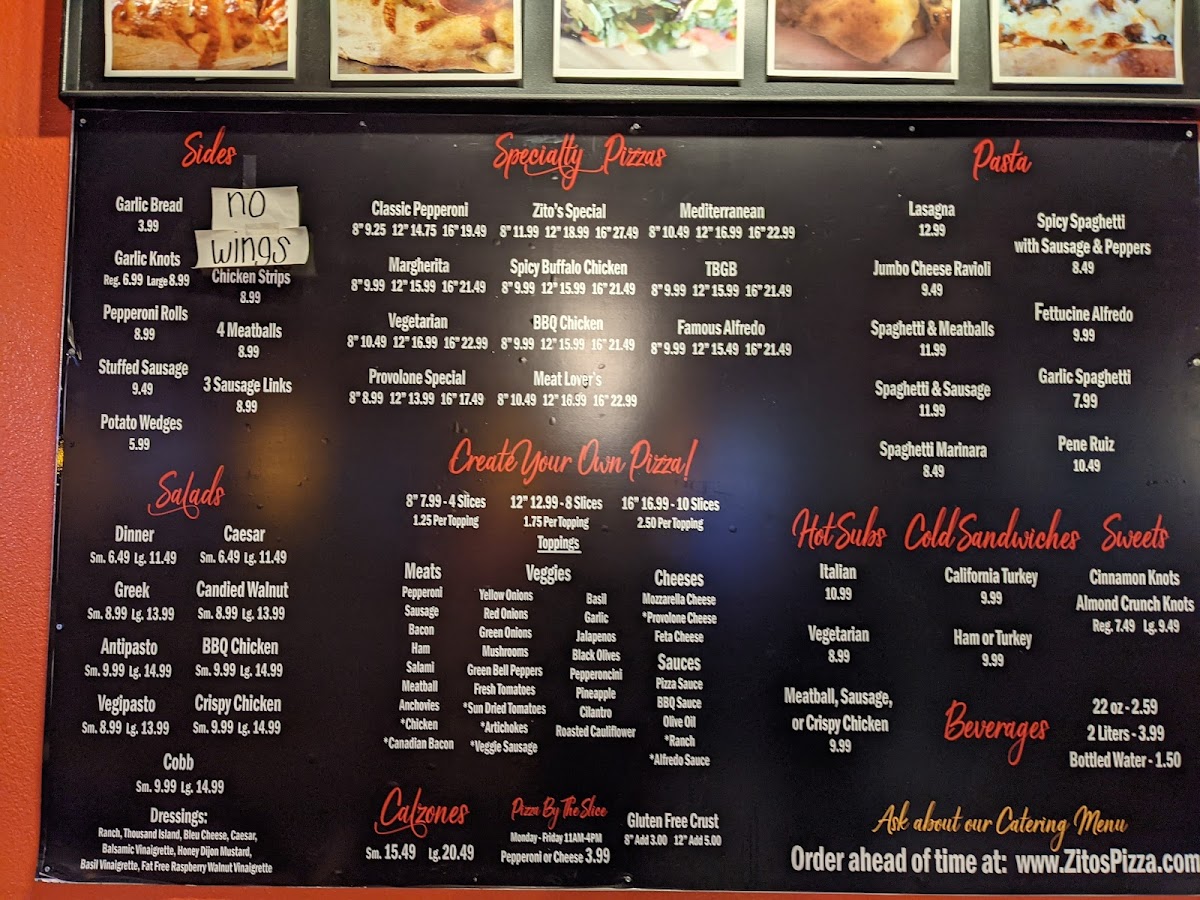 Sides
Garlic Bread
3.99
Garlic Knots
Reg. 6.99 Large 8.99
Pepperoni Rolls
8.99
Stuffed Sausage
9.49
Potato Wedges
5.99
no
wings
Chicken Strips
8.99
4 Meatballs
8.99
3 Sausage Links
8.99
Salads
Dinner
Sm. 6.49 Lg. 11.49
Greek
Sm. 8.99 Lg. 13.99
Antipasto
Sm. 9.99 Lg. 14.99
Vegipasto
Sm. 8.99 Lg. 13.99
Caesar
Sm. 6.49 Lg. 11.49
Candied Walnut
Sm. 8.99 Lg. 13.99
BBQ Chicken
Sm. 9.99 Lg. 14.99
Crispy Chicken
Sm. 9.99 Lg. 14.99
Cobb
Sm. 9.99 Lg. 14.99
Dressings:
Ranch, Thousand Island, Bleu Cheese, Caesar,
Balsamic Vinaigrette, Honey Dijon Mustard,
Basil Vinaigrette, Fat Free Raspberry Walnut Vinaigrette
Specialty Pizzas
Classic Pepperoni
8" 9.25 12" 14.75 16" 19.49
Margherita
8" 9.99 12" 15.99 16" 21.49
Vegetarian
8" 10.49 12" 16.99 16" 22.99
Provolone Special
8" 8.99 12" 13.99 16" 17.49
Zito's Special
8" 11.99 12" 18.99 16" 27.49
Spicy Buffalo Chicken
8" 9.99 12" 15.99 16" 21.49
BBQ Chicken
8" 9.99 12" 15.99 16" 21.49
Meat Lover's
8" 10.49 12" 16.99 16" 22.99
Mediterranean
8" 10.49 12" 16.99 16" 22.99
TBGB
8" 9.99 12" 15.99 16" 21.49
Famous Alfredo
8" 9.99 12" 15.49 16" 21.49
Create Your Own Pizza!
8" 7.99 - 4 Slices
1.25 Per Topping
12" 12.99 - 8 Slices
1.75 Per Topping
16" 16.99 - 10 Slices
2.50 Per Topping
Toppings
Meats
Pepperoni
Sausage
Bacon
Ham
Salami
Meatball
Anchovies
*Chicken
*Canadian Bacon
Veggies
Yellow Onions
Red Onions
Green Onions
Mushrooms
Green Bell Peppers
Fresh Tomatoes
*Sun Dried Tomatoes
*Artichokes
*Veggie Sausage
Basil
Garlic
Jalapenos
Black Olives
Pepperoncini
Pineapple
Cilantro
Roasted Cauliflower
Cheeses
Mozzarella Cheese
*Provolone Cheese
Feta Cheese
Sauces
Pizza Sauce
BBQ Sauce
Olive Oil
*Ranch
*Alfredo Sauce
Calzones
Sm. 15.49 Lg. 20.49
Pizza By The Slice
Monday - Friday 11AM-4PM
Pepperoni or Cheese 3.99
Gluten Free Crust
8" Add 3.00 12" Add 5.00
Pasta
Lasagna
12.99
Jumbo Cheese Ravioli
9.49
Spaghetti & Meatballs
11.99
Spaghetti & Sausage
11.99
Spaghetti Marinara
8.49
Spicy Spaghetti
with Sausage & Peppers
8.49
Fettucine Alfredo
9.99
Garlic Spaghetti
7.99
Pene Ruiz
10.49
Hot Subs
Italian
10.99
Vegetarian
8.99
Meatball, Sausage,
or Crispy Chicken
9.99
Cold Sandwiches
California Turkey
9.99
Ham or Turkey
9.99
Sweets
Cinnamon Knots
Almond Crunch Knots
Reg. 7.49 Lg. 9.49
Beverages
22 oz - 2.59
2 Liters - 3.99
Bottled Water - 1.50
Ask about our Catering Menu
Order ahead of time at: www.ZitosPizza.com